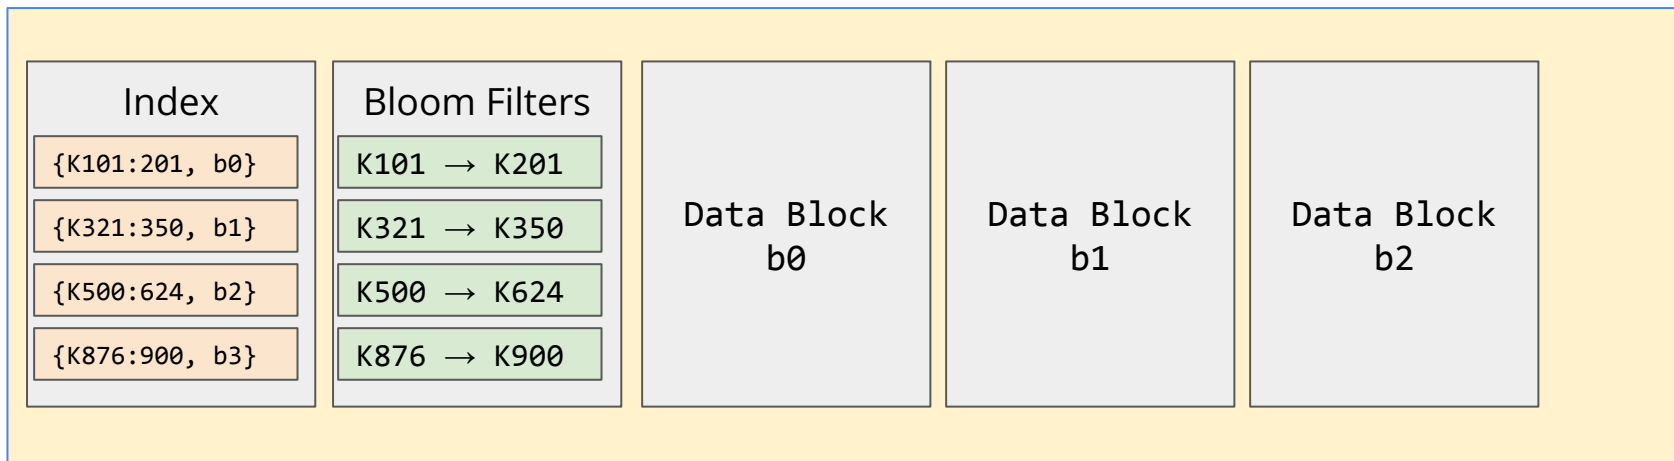 Index
{K101:201, b0}
{K321:350, b1}
{K500:624, b2}
{K876:900, b3}
Bloom Filters
K101 → K201
K321 → K350
K500 → K624
K876 → K900
Data Block
b0
Data Block
b1
Data Block
b2